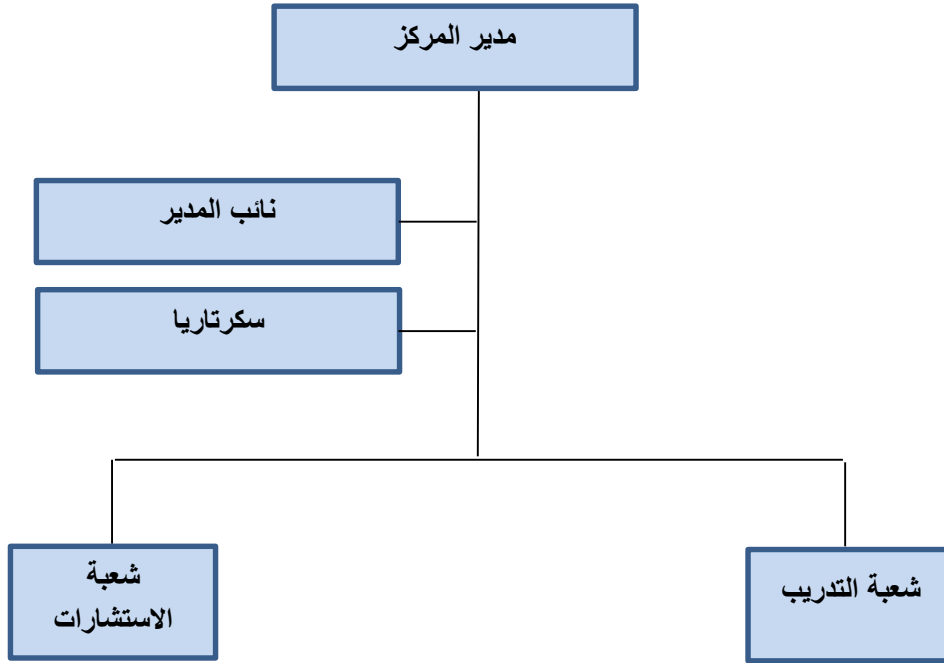 مدير المركز
نائب المدير
سكرتاريا
شعبة التدريب
شعبة
الاستشارات